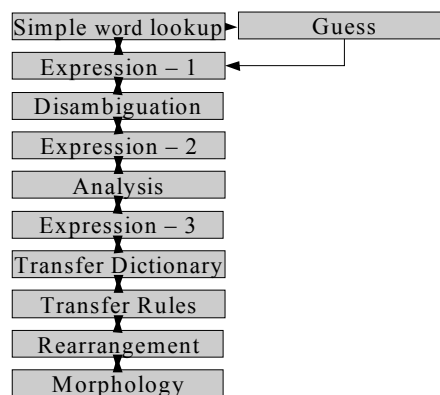 Simple word lookup
Guess
Expression – 1
Disambiguation
Expression – 2
Analysis
Expression – 3
Transfer Dictionary
Transfer Rules
Rearrangement
Morphology